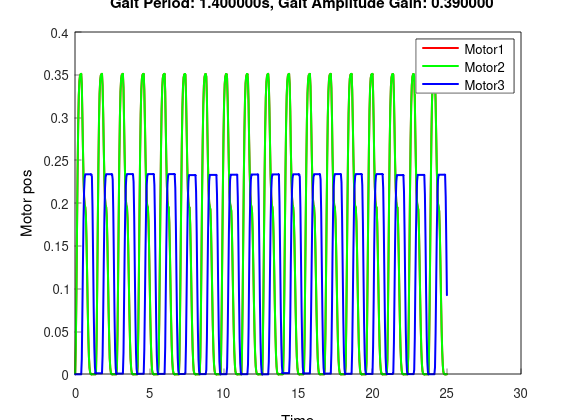 Gait Period: 1.400000s, Gait Amplitude Gain: 0.390000
0.4
0.35
0.3
0.25
0.2
0.15
0.1
0.05
0
Motor pos
Motor1
Motor2
Motor3
0 5 10 15 20 25 30
Time